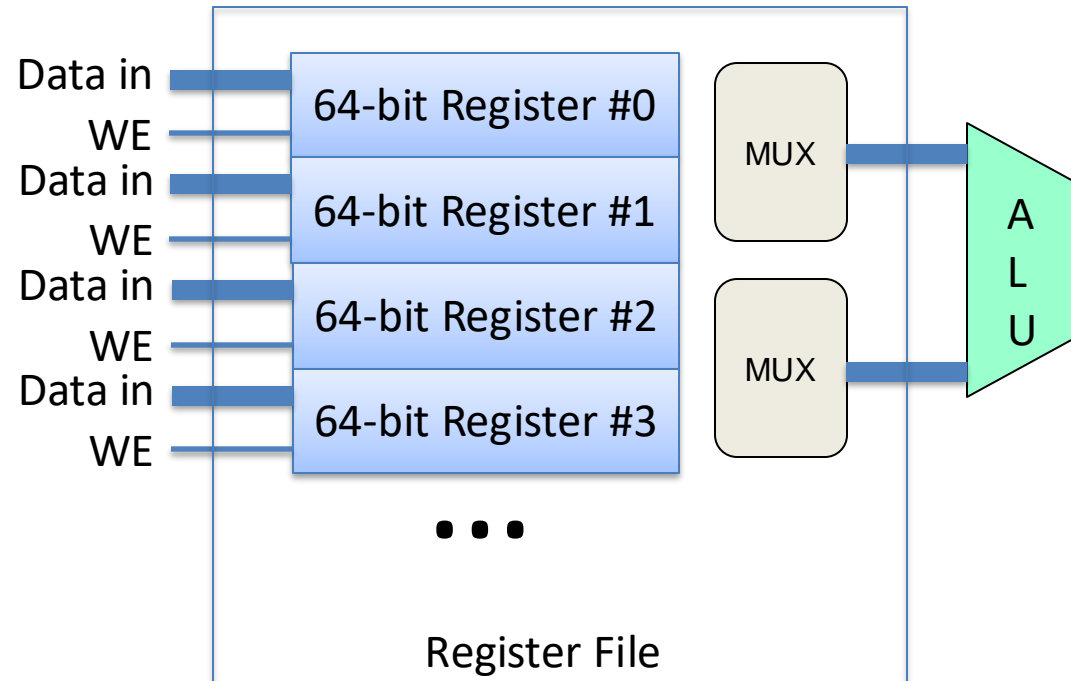 Data in
64-bit Register #0
WE
MUX
Data in
64-bit Register #1
WE
A
L
U
Data in
64-bit Register #2
WE
MUX
Data in
64-bit Register #3
WE
...
Register File